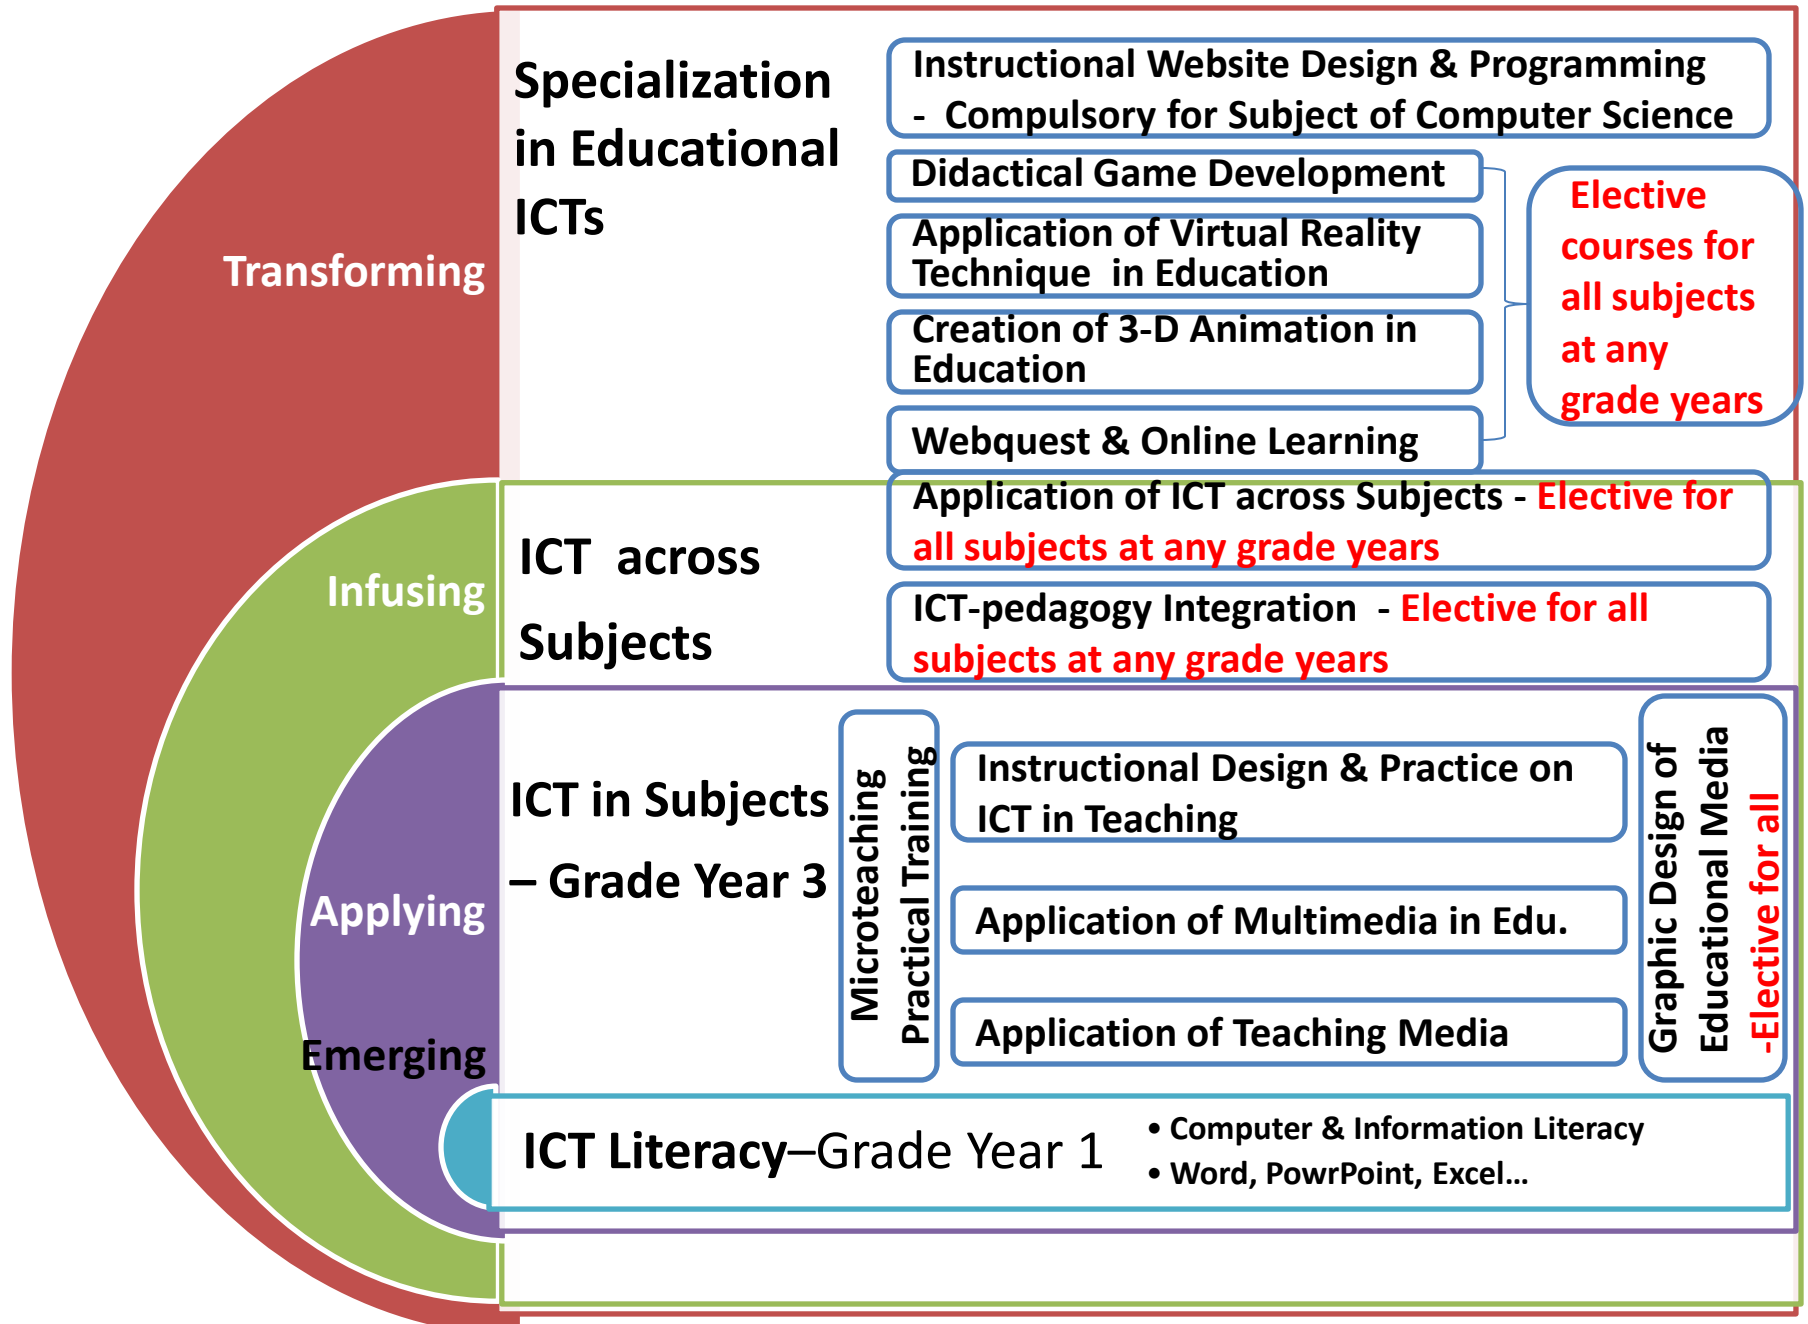 Transforming
Specialization
in Educational
ICTs
Instructional Website Design & Programming
- Compulsory for Subject of Computer Science
Didactical Game Development
Application of Virtual Reality
Technique in Education
Creation of 3-D Animation in
Education
Webquest & Online Learning
Elective
courses for
all subjects
at any
grade years
Infusing
ICT across
Subjects
Application of ICT across Subjects - Elective for
all subjects at any grade years
ICT-pedagogy Integration - Elective for all
subjects at any grade years
Applying
ICT in Subjects
– Grade Year 3
Microteaching
Practical Training
Instructional Design & Practice on
ICT in Teaching
Application of Multimedia in Edu.
Application of Teaching Media
Graphic Design of
Educational Media
-Elective for all
Emerging
ICT Literacy–Grade Year 1
• Computer & Information Literacy
• Word, PowrPoint, Excel...